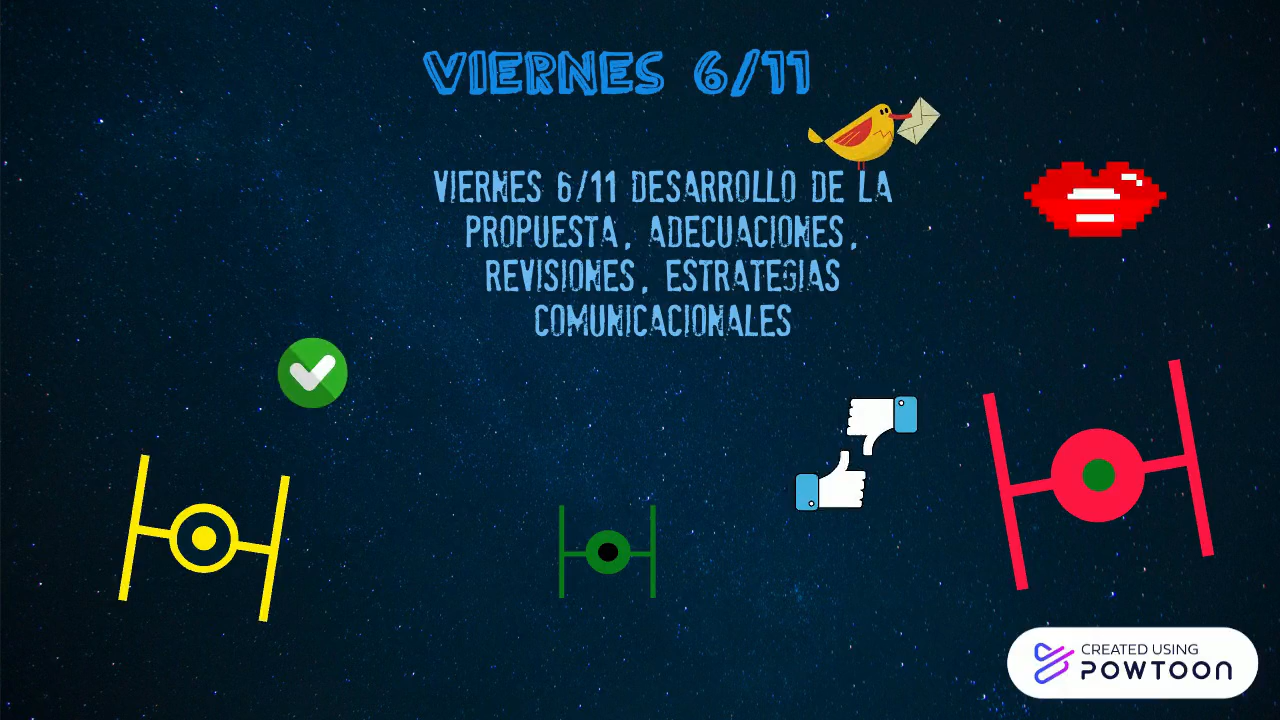 VIERNES 6/11
VIERNES 6/11 DESARROLLO DE LA
PROPUESTA, ADECUACIONES,
REVISIONES, ESTRATEGIAS
COMUNICACIONALES
CREATED USING
POWTOON